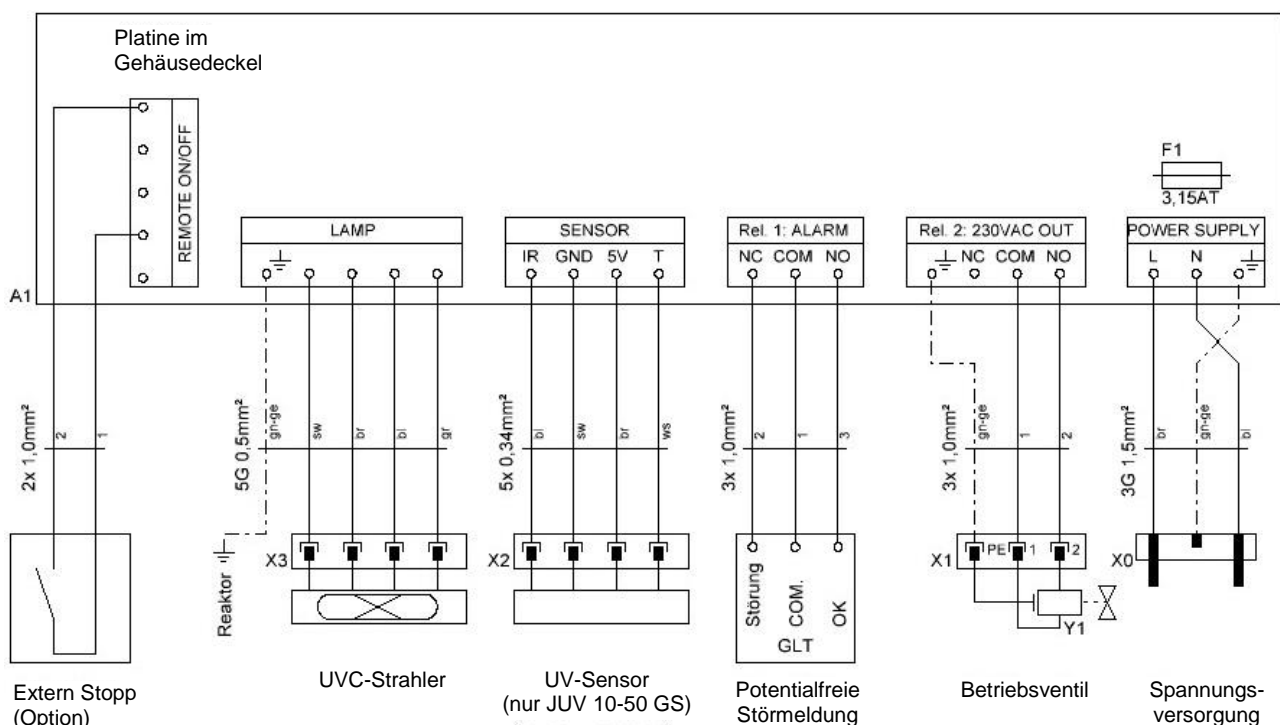 Platine im
Gehäusedeckel
REMOTE ON/OFF
F1
3,15AT
LAMP
SENSOR
Rel. 1: ALARM
Rel. 2: 230VAC OUT
POWER SUPPLY
IR GND 5V T
NC COM NO
NC COM NO
L N
A1
2x 1,0mm²
2
1
5G 0,5mm²
gn-ge
sw
br
bl
gr
5x 0,34mm²
bl
sw
br
ws
3x 1,0mm²
2
1
3
3x 1,0mm²
gn-ge
1
2
3G 1,5mm²
br
gn-ge
bl
Reaktor
X3
X2
Störung
COM.
OK
GLT
X1
PE
1
2
Y1
X0
Extern Stopp
(Option)
UVC-Strahler
UV-Sensor
(nur JUV 10-50 GS)
Potentialfreie
Störmeldung
Betriebsventil
Spannungs-
versorgung